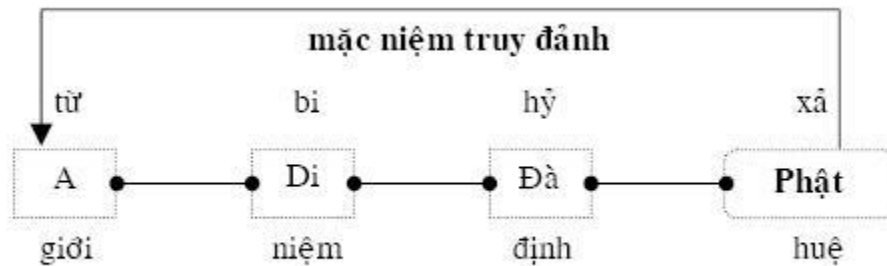 mặc niệm truy đảnh
từ bi hỷ xả
A Di Đà Phật
giới niệm định huệ